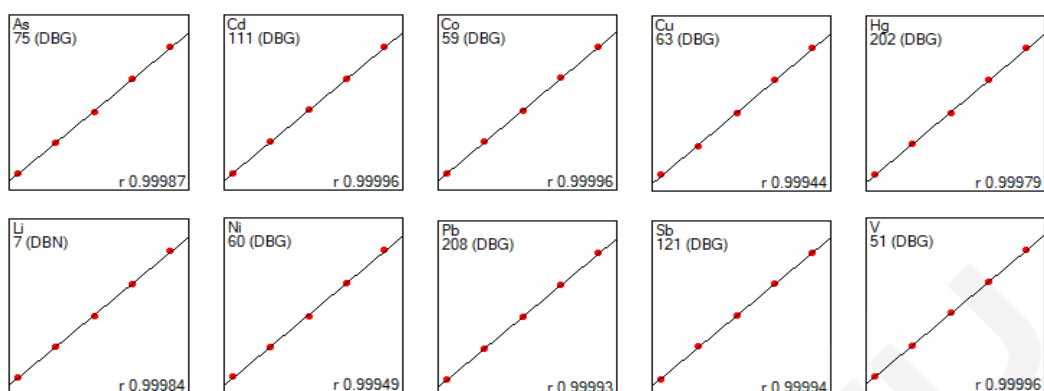 As
75 (DBG)
r 0.99987
Cd
111 (DBG)
r 0.99996
Co
59 (DBG)
r 0.99996
Cu
63 (DBG)
r 0.99944
Hg
202 (DBG)
r 0.99979
Li
7 (DBN)
r 0.99984
Ni
60 (DBG)
r 0.99949
Pb
208 (DBG)
r 0.99993
Sb
121 (DBG)
r 0.99994
V
51 (DBG)
r 0.99996